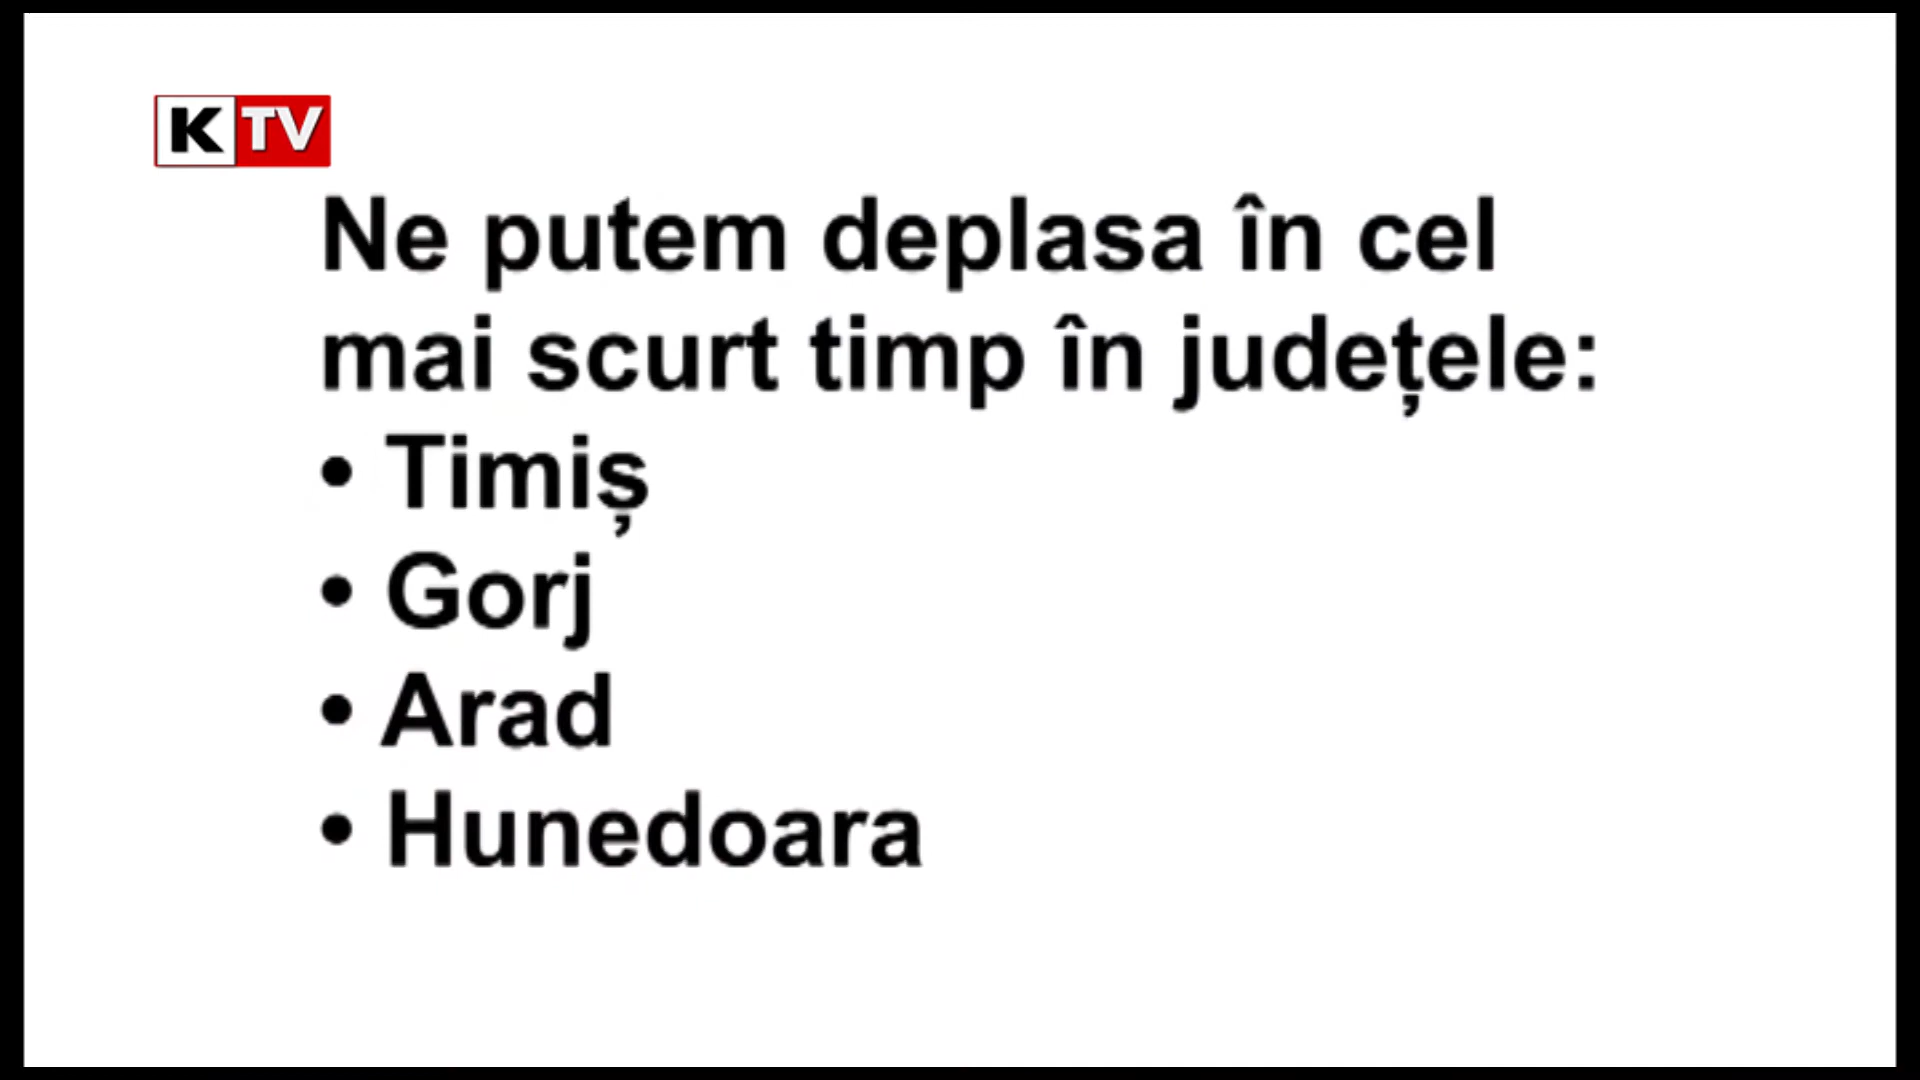 KTV
Ne putem deplasa în cel
mai scurt timp în județele:
• Timiș
• Gorj
• Arad
• Hunedoara